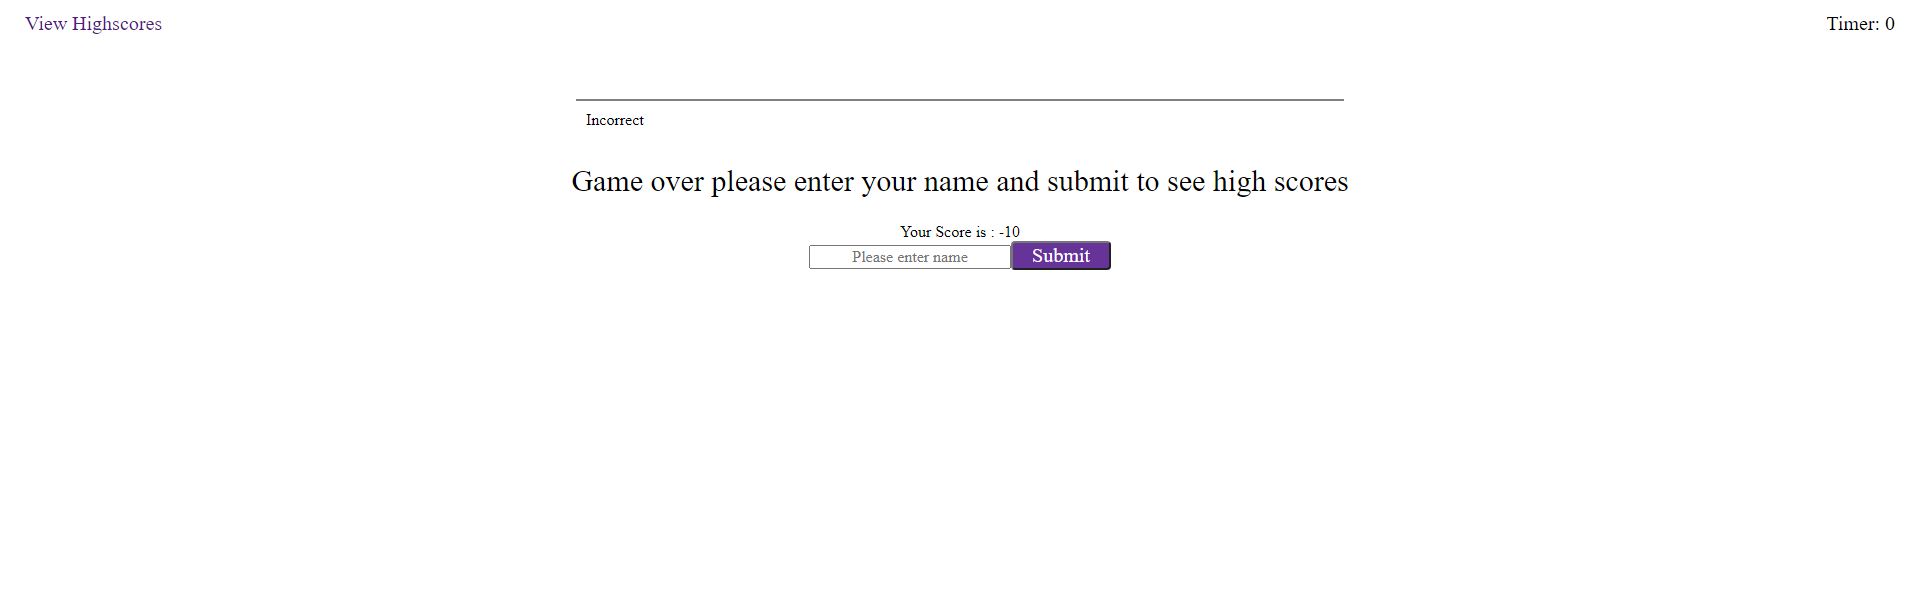 View Highscores
Timer: 0
Incorrect
Game over please enter your name and submit to see high scores
Your Score is : -10
Please enter name
Submit